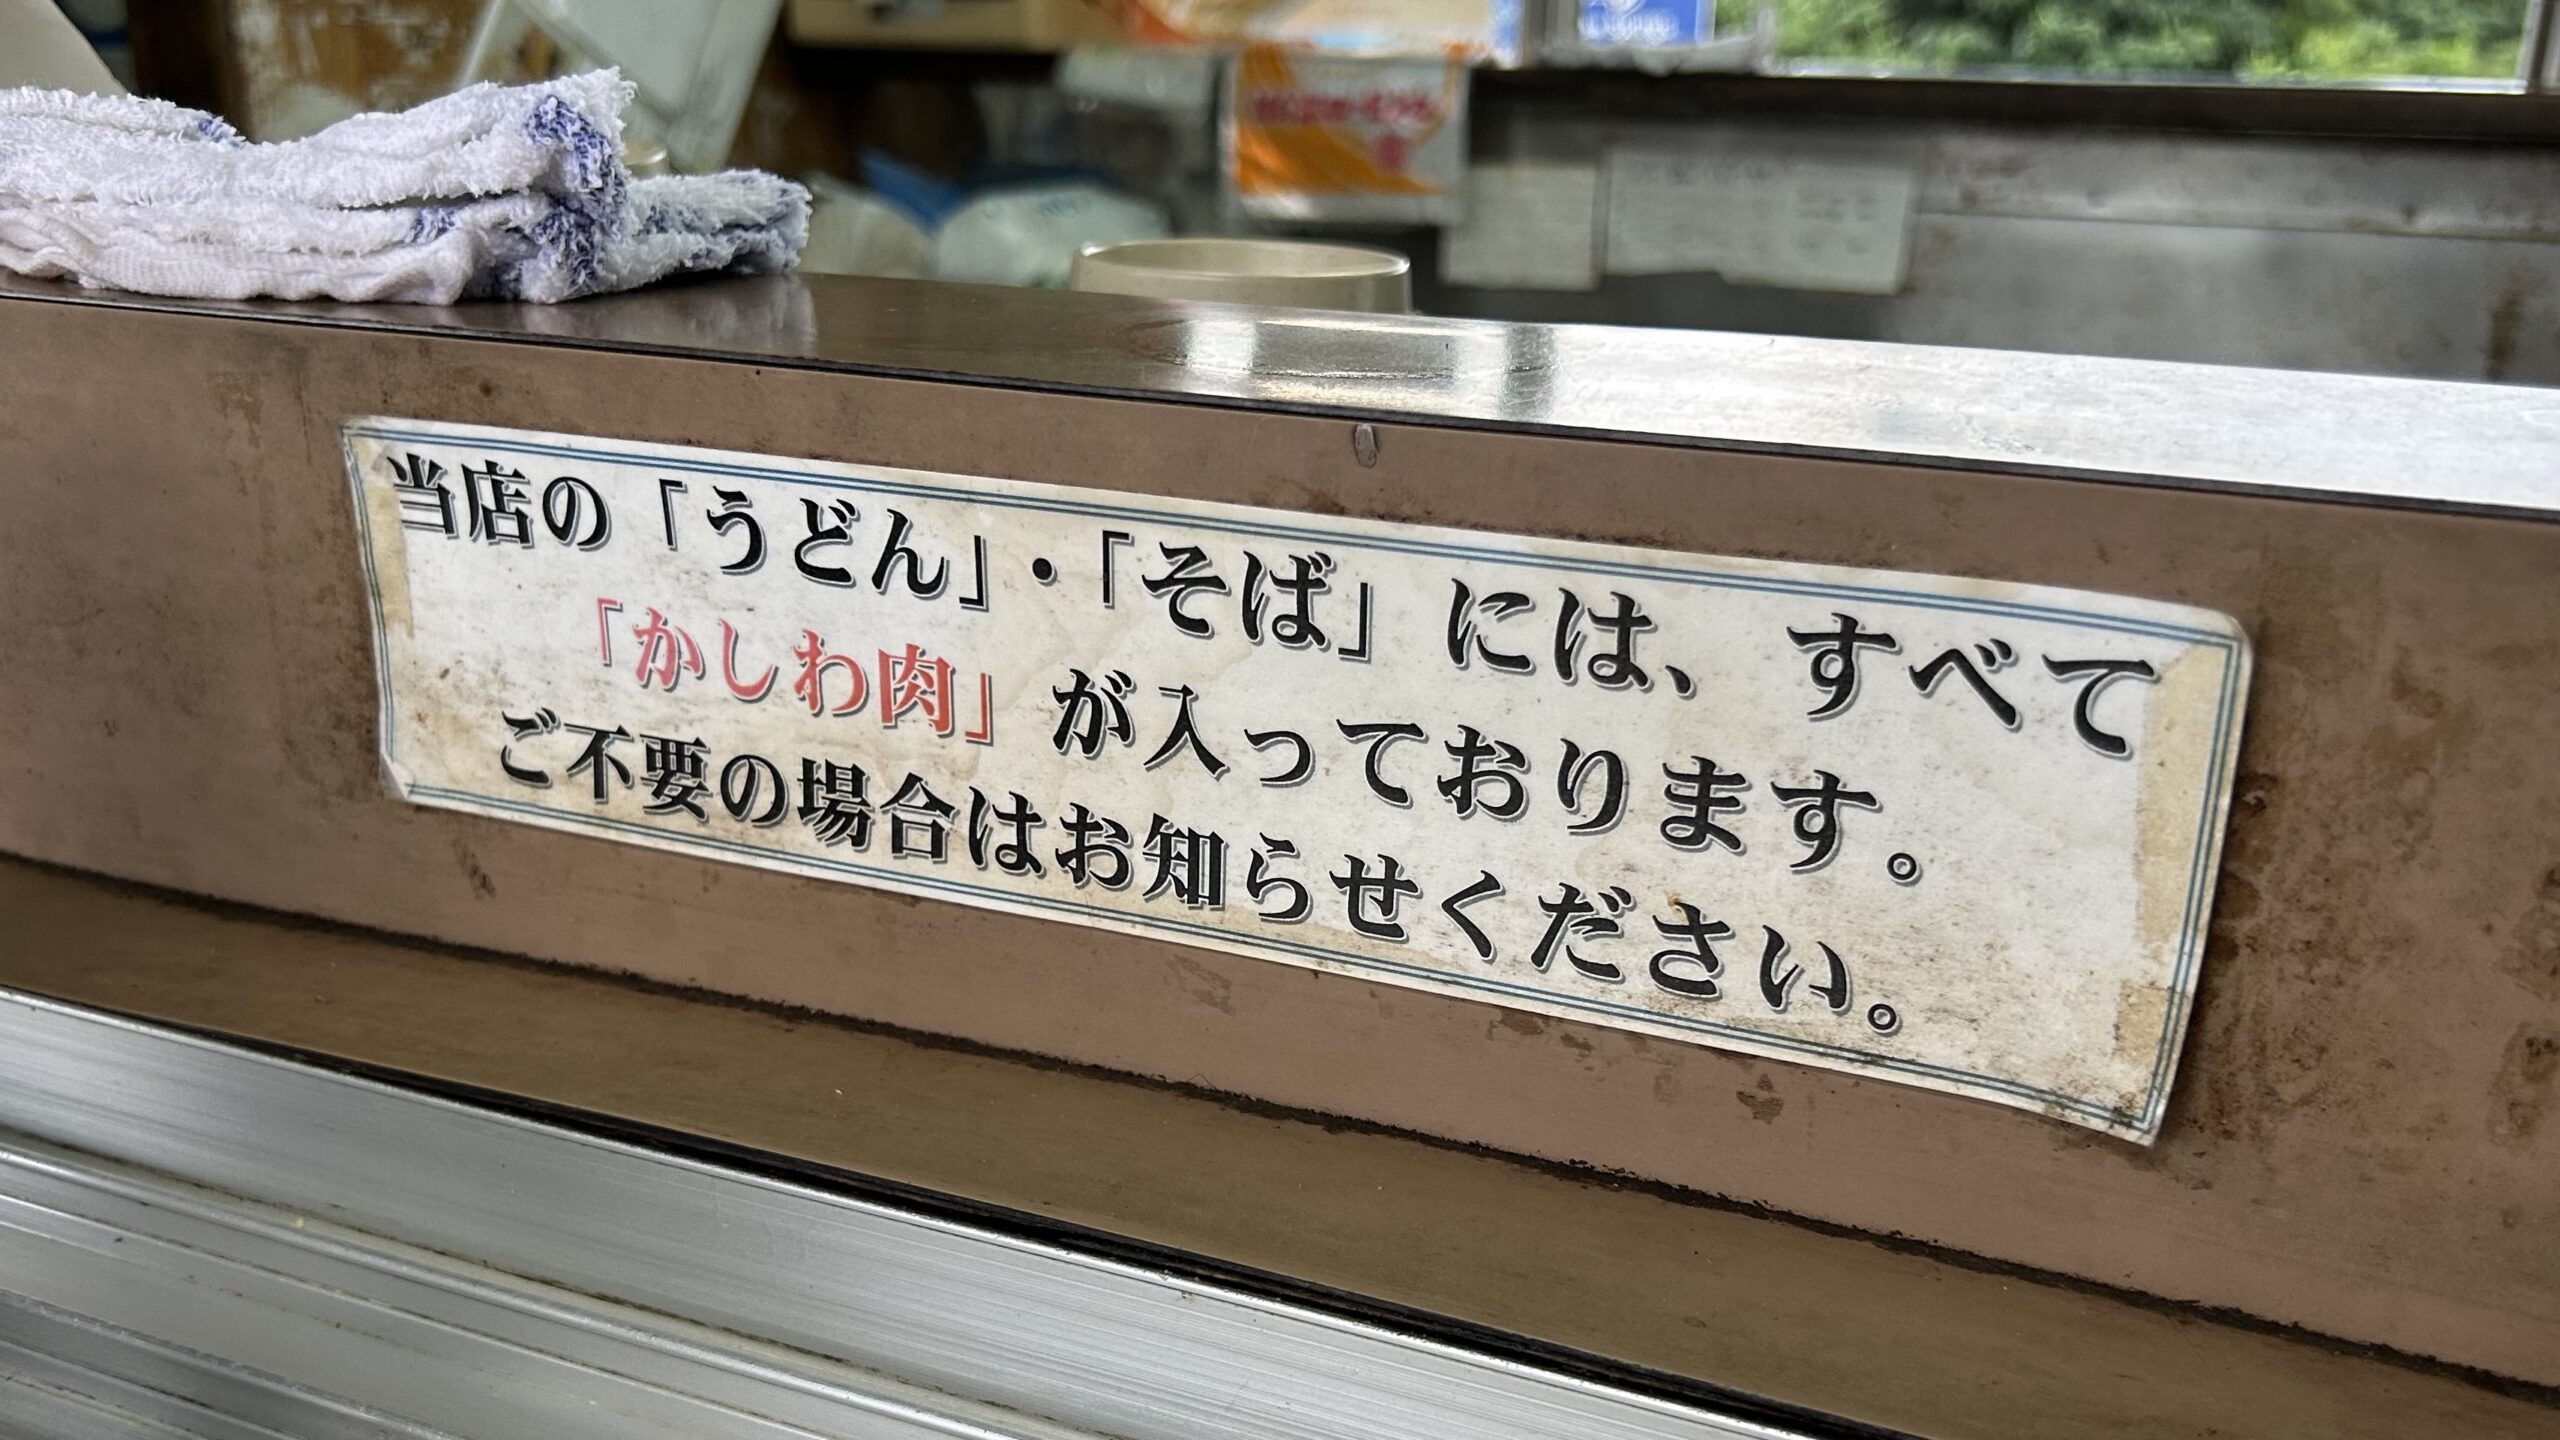 当店の「うどん」・「そば」には、すべて
「かしわ肉」が入っております。
ご不要の場合はお知らせください。